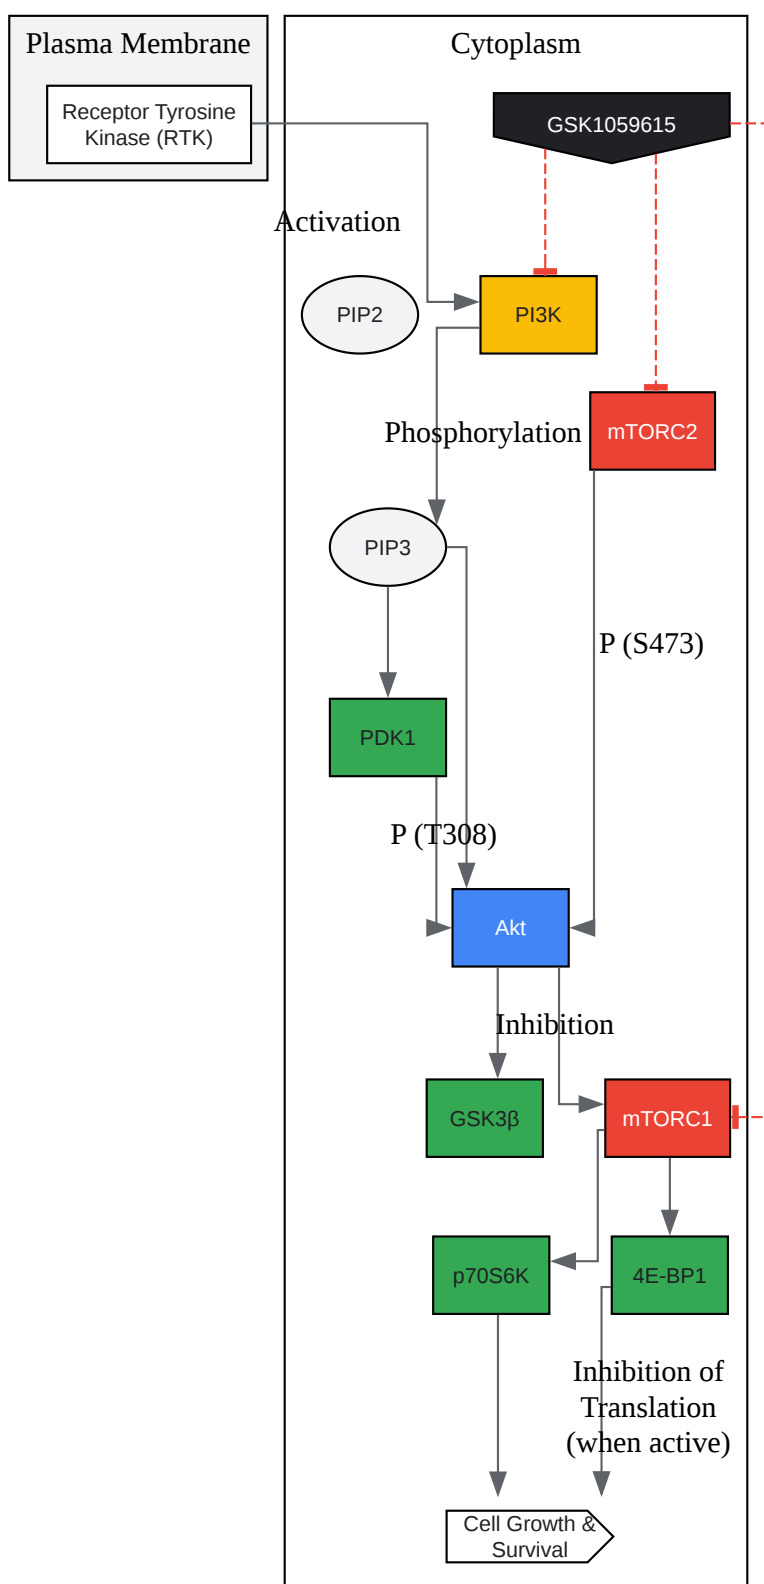 Plasma Membrane
Cytoplasm
Receptor Tyrosine
Kinase (RTK)
GSK1059615
Activation
PIP2
PI3K
Phosphorylation
mTORC2
PIP3
P (S473)
PDK1
P (T308)
Akt
Inhibition
GSK3β
mTORC1
p70S6K
4E-BP1
Inhibition of
Translation
(when active)
Cell Growth &
Survival